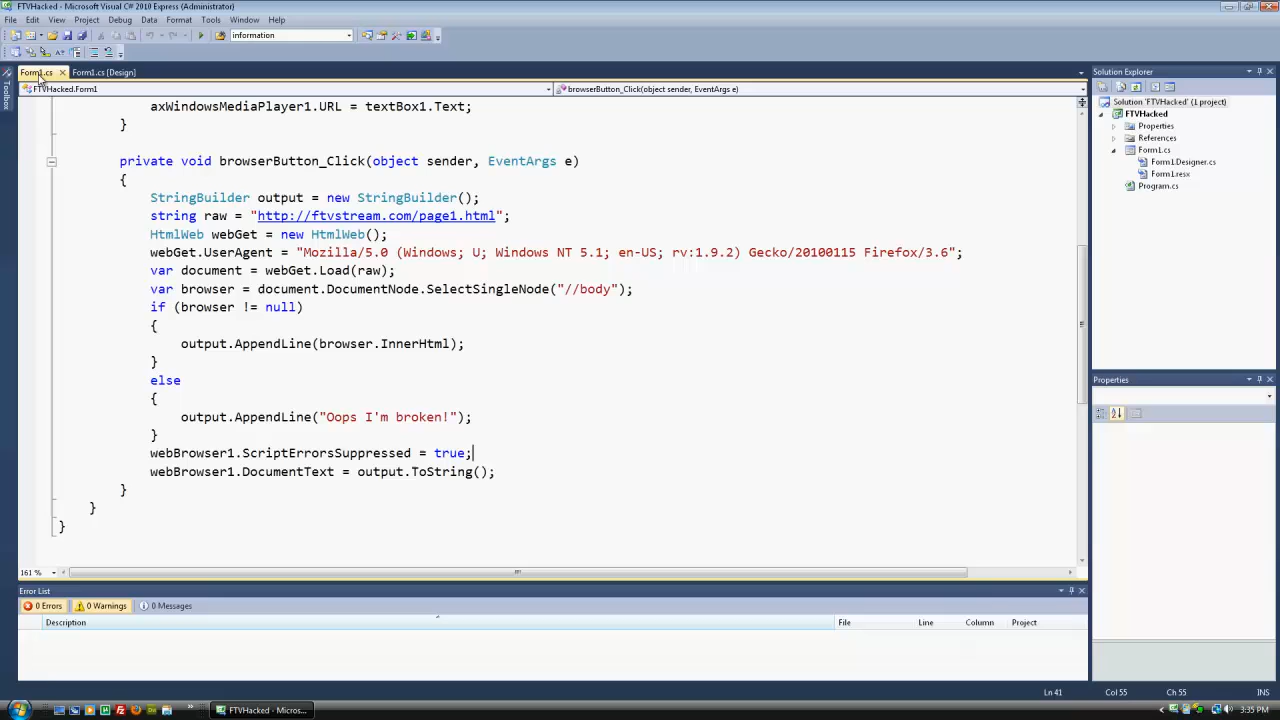 FTVHacked - Microsoft Visual C# 2010 Express (Administrator)
File Edit View Project Debug Data Format Tools Window Help
information
Form1.cs Form1.cs [Design]
FTVHacked.Form1 browserButton_Click(object sender, EventArgs e)
axWindowsMediaPlayer1.URL = textBox1.Text;
}
private void browserButton_Click(object sender, EventArgs e)
{
StringBuilder output = new StringBuilder();
string raw = "http://ftvstream.com/page1.html";
HtmlWeb webGet = new HtmlWeb();
webGet.UserAgent = "Mozilla/5.0 (Windows; U; Windows NT 5.1; en-US; rv:1.9.2) Gecko/20100115 Firefox/3.6";
var document = webGet.Load(raw);
var browser = document.DocumentNode.SelectSingleNode("//body");
if (browser != null)
{
output.AppendLine(browser.InnerHtml);
}
else
{
output.AppendLine("Oops I'm broken!");
}
webBrowser1.ScriptErrorsSuppressed = true;
webBrowser1.DocumentText = output.ToString();
}
}
}
161 %
Error List
0 Errors 0 Warnings 0 Messages
Description File Line Column Project
Toolbox
Solution Explorer
Solution 'FTVHacked' (1 project)
FTVHacked
Properties
References
Form1.cs
Form1.Designer.cs
Form1.resx
Program.cs
Properties
Ln 41 Col 55 Ch 55 INS
FTVHacked - Micros...
3:35 PM